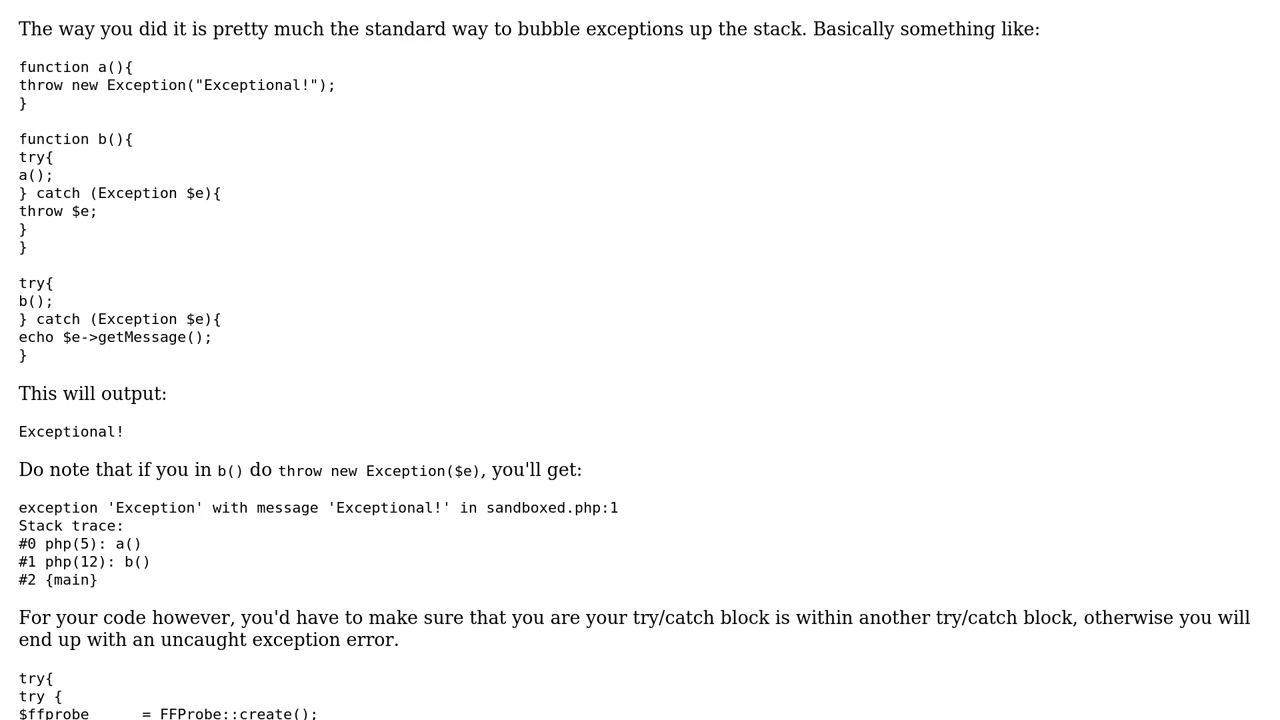 The way you did it is pretty much the standard way to bubble exceptions up the stack. Basically something like:
function a(){
throw new Exception("Exceptional!");
}
function b(){
try{
a();
} catch (Exception $e){
throw $e;
}
}
try{
b();
} catch (Exception $e){
echo $e->getMessage();
}
This will output:
Exceptional!
Do note that if you in b() do throw new Exception($e), you'll get:
exception 'Exception' with message 'Exceptional!' in sandboxed.php:1
Stack trace:
#0 php(5): a()
#1 php(12): b()
#2 {main}
For your code however, you'd have to make sure that you are your try/catch block is within another try/catch block, otherwise you will
end up with an uncaught exception error.
try{
try {
$ffprobe      = FFProbe::create();